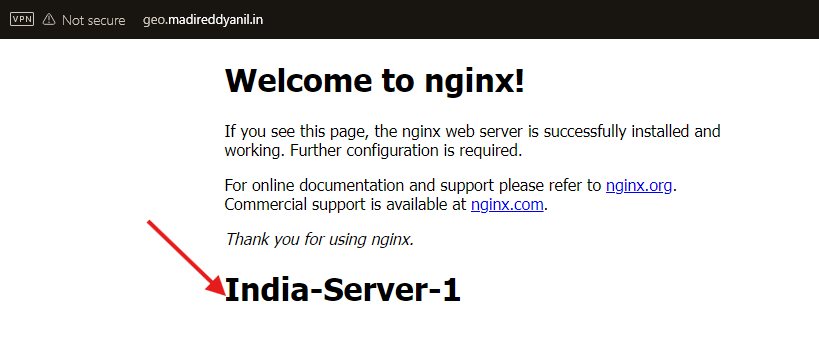 VPN Not secure geo.madireddyanil.in
Welcome to nginx!
If you see this page, the nginx web server is successfully installed and
working. Further configuration is required.
For online documentation and support please refer to nginx.org.
Commercial support is available at nginx.com.
Thank you for using nginx.
India-Server-1